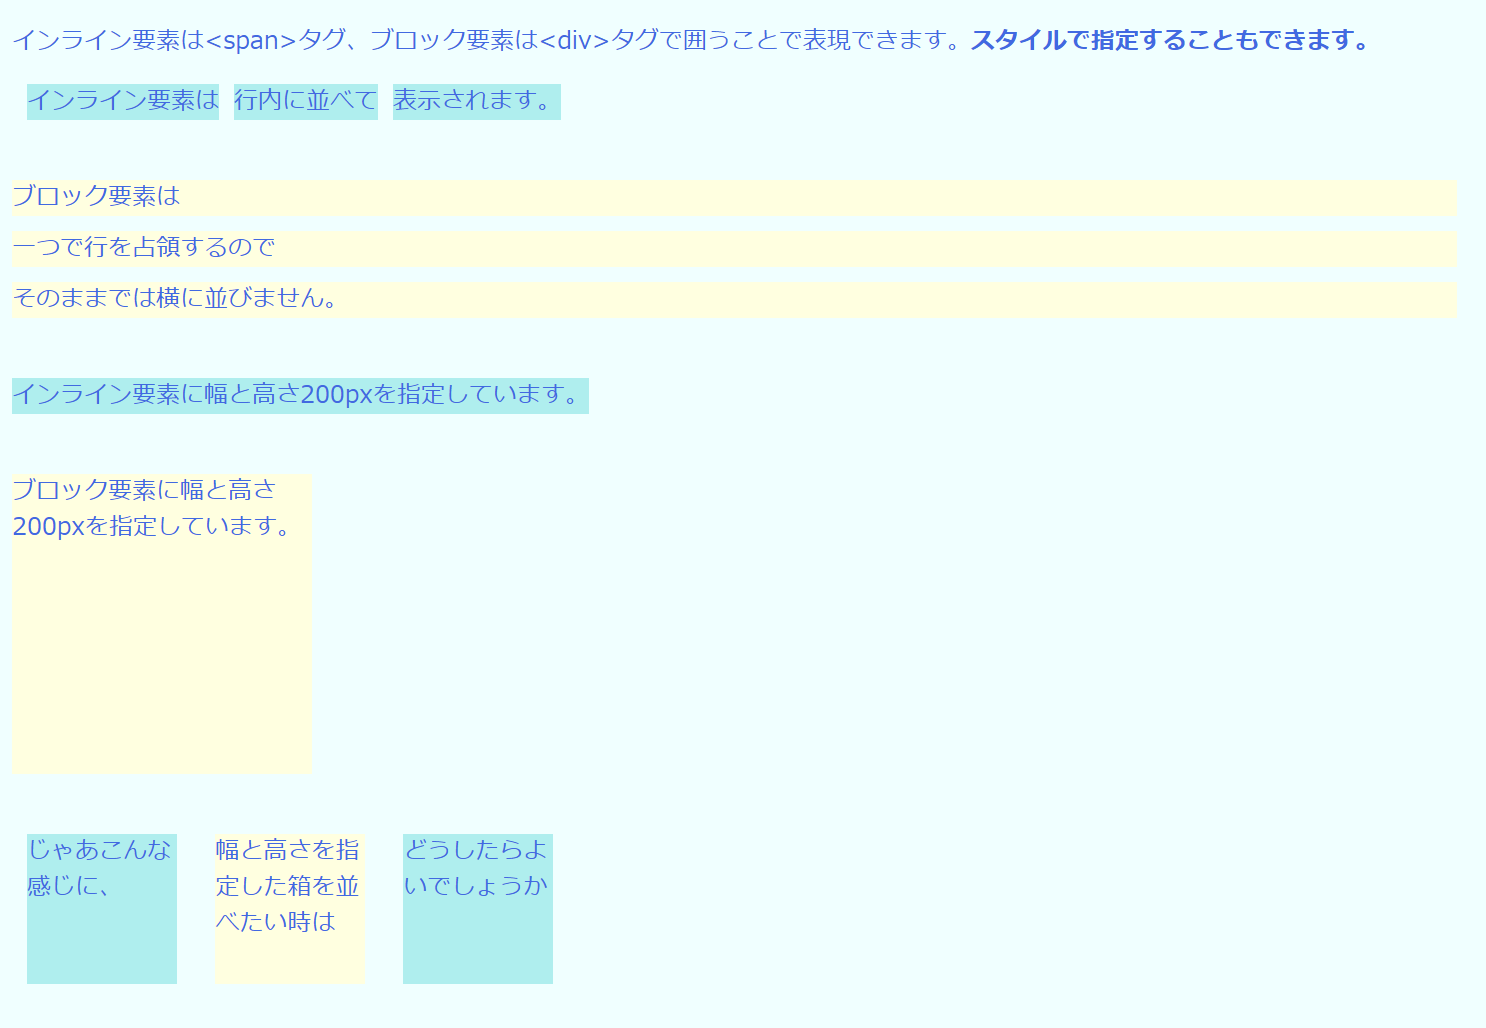 インライン要素は<span>タグ、ブロック要素は<div>タグで囲うことで表現できます。スタイルで指定することもできます。
インライン要素は 行内に並べて 表示されます。
ブロック要素は
一つで行を占領するので
そのままでは横に並びません。
インライン要素に幅と高さ200pxを指定しています。
ブロック要素に幅と高さ
200pxを指定しています。
じゃあこんな
感じに、
幅と高さを指
定した箱を並
べたい時は
どうしたらよ
いでしょうか